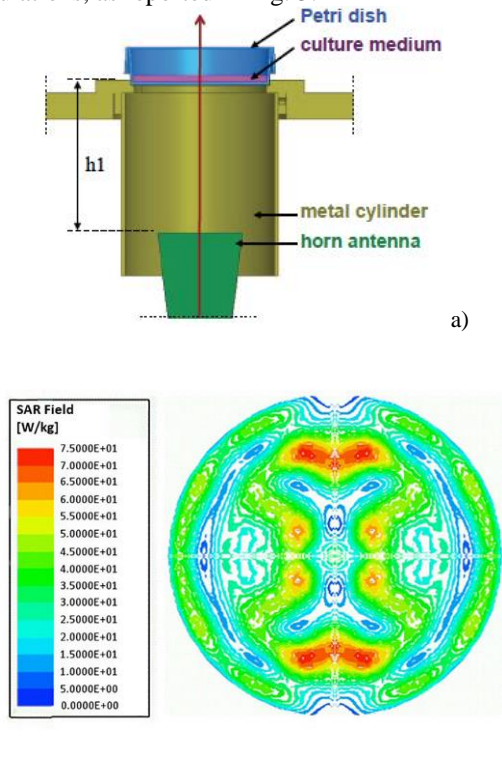 Petri dish
culture medium
h1
metal cylinder
horn antenna
a)
SAR Field
[W/kg]
7.5000E+01
7.0000E+01
6.5000E+01
6.0000E+01
5.5000E+01
5.0000E+01
4.5000E+01
4.0000E+01
3.5000E+01
3.0000E+01
2.5000E+01
2.0000E+01
1.5000E+01
1.0000E+01
5.0000E+00
0.0000E+00